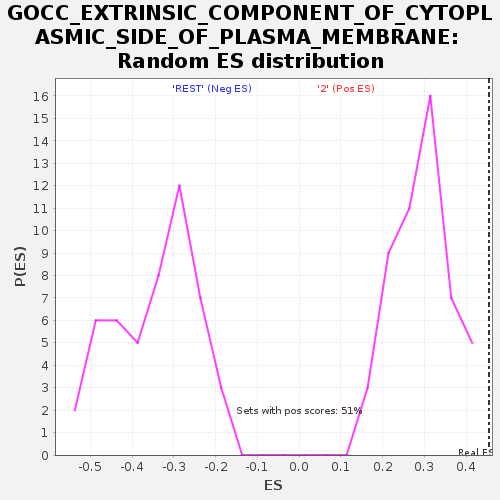 GOCC_EXTRINSIC_COMPONENT_OF_CYTOPL
ASMIC_SIDE_OF_PLASMA_MEMBRANE:
Random ES distribution
'REST' (Neg ES)
'2' (Pos ES)
16
15
14
13
12
11
10
9
8
7
6
5
4
3
2
1
0
P(ES)
Sets with pos scores: 51%
Real ES
-0.5 -0.4 -0.3 -0.2 -0.1 0.0 0.1 0.2 0.3 0.4
ES